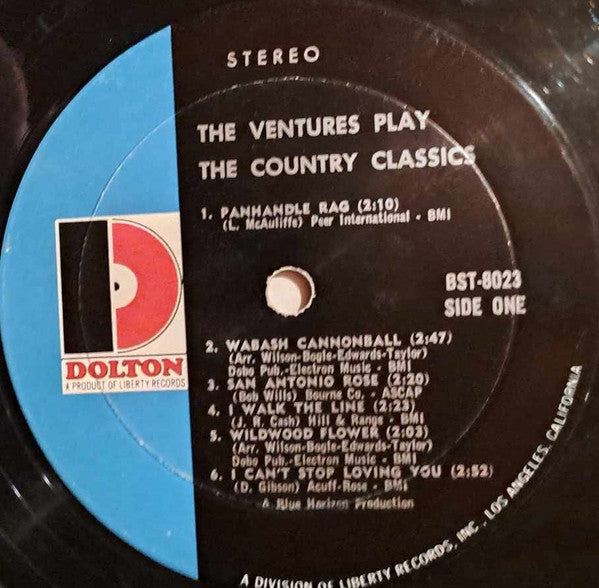 STEREO
THE VENTURES PLAY
THE COUNTRY CLASSICS
1. PANHANDLE RAG (2:10)
(L. McAuliffe) Peer International - BMI
BST-8023
SIDE ONE
2. WABASH CANNONBALL (2:47)
(Arr. Wilson-Bogle-Edwards-Taylor)
Dobo Pub.-Electron Music - BMI
3. SAN ANTONIO ROSE (2:20)
(Bob Wills) Bourne Co. - ASCAP
4. I WALK THE LINE (2:23)
(J. R. Cash) Hill & Range - BMI
5. WILDWOOD FLOWER (2:03)
(Arr. Wilson-Bogle-Edwards-Taylor)
Dobo Pub.-Electron Music - BMI
6. I CAN'T STOP LOVING YOU (2:52)
(D. Gibson) Acuff-Rose - BMI
A Blue Horizon Production
DOLTON
A PRODUCT OF LIBERTY RECORDS
A DIVISION OF LIBERTY RECORDS, INC., LOS ANGELES, CALIFORNIA